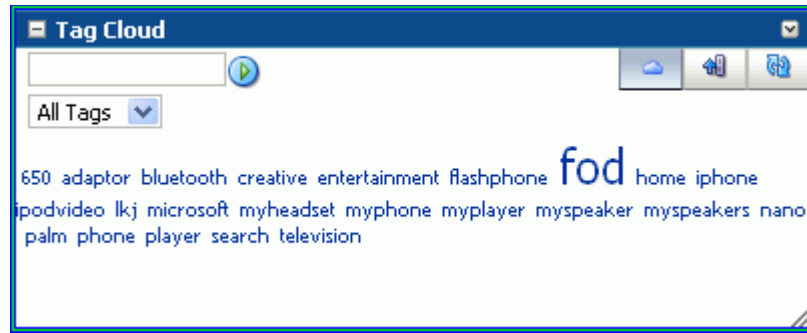 Tag Cloud
All Tags
650 adaptor bluetooth creative entertainment flashphone fod home iphone
ipodvideo lkj microsoft myheadset myphone myplayer myspeaker myspeakers nano
palm phone player search television